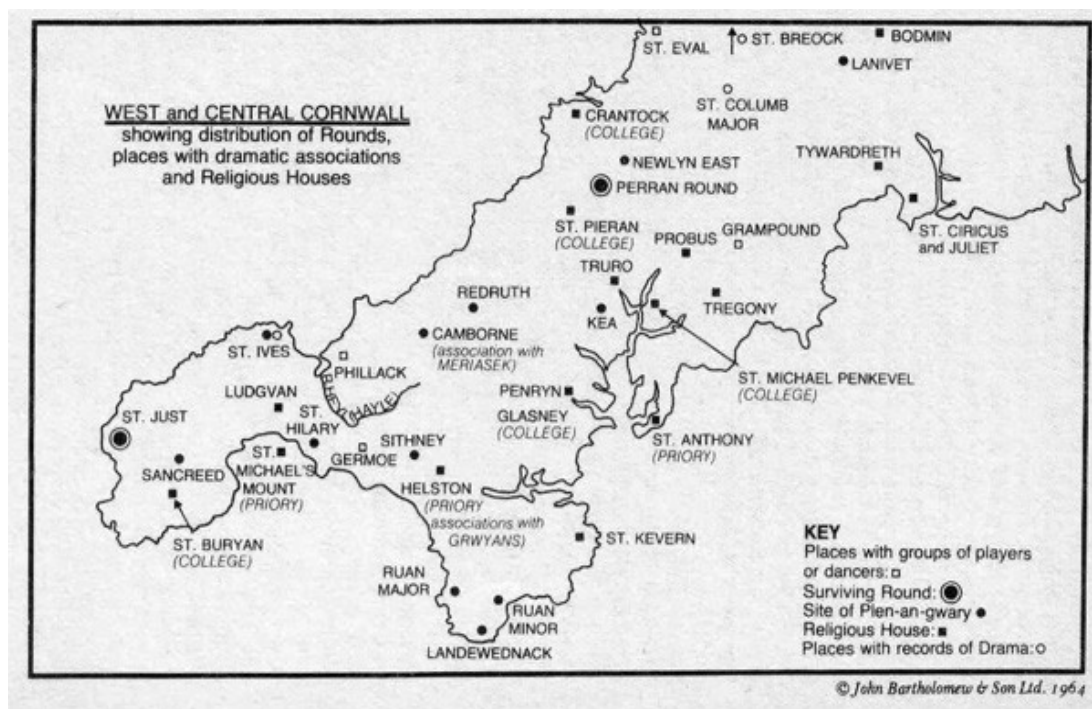 WEST and CENTRAL CORNWALL
showing distribution of Rounds,
places with dramatic associations
and Religious Houses
ST. EVAL
ST. BREOCK
BODMIN
LANIVET
ST. COLUMB
MAJOR
CRANTOCK
(COLLEGE)
NEWLYN EAST
TYWARDRETH
PERRAN ROUND
ST. PIERAN
(COLLEGE)
PROBUS
GRAMPOUND
ST. CIRICUS
and JULIET
TRURO
REDRUTH
TREGONY
KEA
CAMBORNE
(association with
MERIASEK)
ST. IVES
PHILLACK
(HAYLE)
ST. MICHAEL PENKEVEL
(COLLEGE)
LUDGVAN
PENRYN
GLASNEY
(COLLEGE)
ST. JUST
ST.
HILARY
ST. ANTHONY
(PRIORY)
SITHNEY
GERMOE
SANCREED
ST.
MICHAEL'S
MOUNT
(PRIORY)
HELSTON
(PRIORY
associations with
GRWYANS)
ST. BURYAN
(COLLEGE)
ST. KEVERN
RUAN
MAJOR
RUAN
MINOR
LANDEWEDNACK
KEY
Places with groups of players
or dancers:
Surviving Round:
Site of Plen-an-gwary
Religious House:
Places with records of Drama:
© John Bartholomew & Son Ltd. 1964